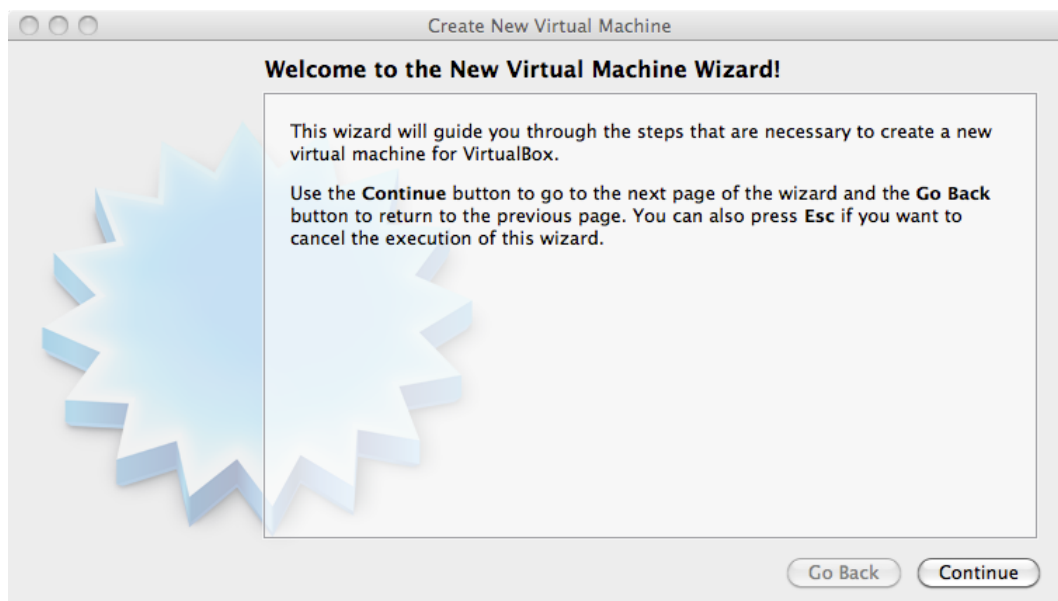 Create New Virtual Machine
Welcome to the New Virtual Machine Wizard!
This wizard will guide you through the steps that are necessary to create a new
virtual machine for VirtualBox.
Use the Continue button to go to the next page of the wizard and the Go Back
button to return to the previous page. You can also press Esc if you want to
cancel the execution of this wizard.
Go Back
Continue